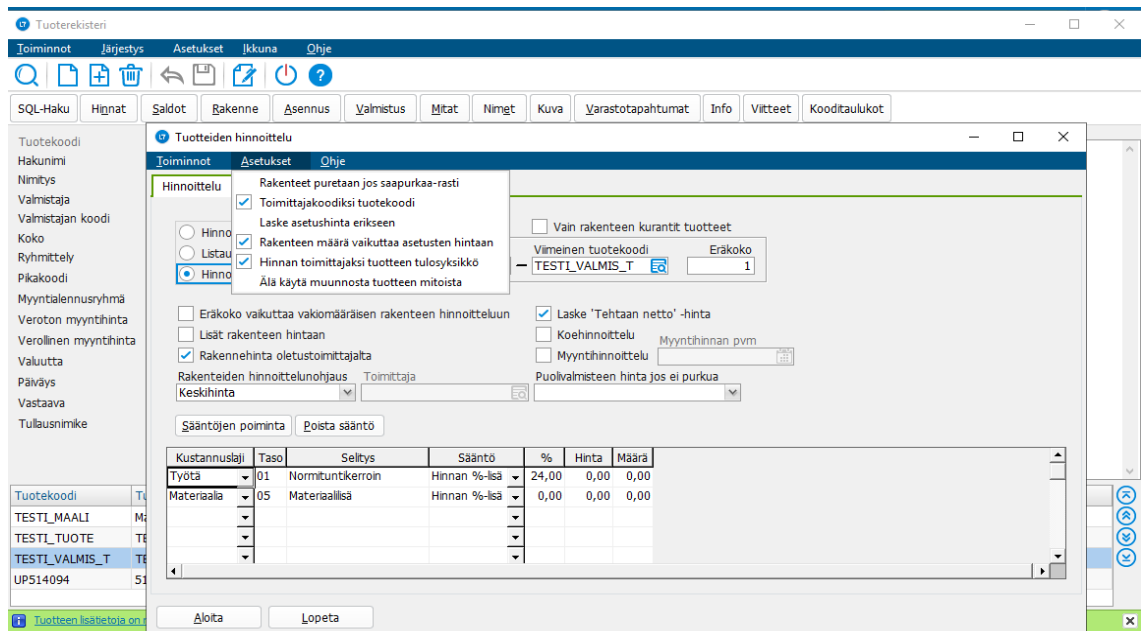 Tuoterekisteri
Toiminnot Järjestys Asetukset Ikkuna Ohje
SQL-Haku Hinnat Saldot Rakenne Asennus Valmistus Mitat Nimet Kuva Varastotapahtumat Info Viitteet Kooditaulukot
Tuotekoodi
Hakunimi
Nimitys
Valmistaja
Valmistajan koodi
Koko
Ryhmittely
Pikakoodi
Myyntialennusryhmä
Veroton myyntihinta
Verollinen myyntihinta
Valuutta
Päiväys
Vastaava
Tullausnimike
Tuotteiden hinnoittelu
Toiminnot Asetukset Ohje
Hinnoittelu
Rakenteet puretaan jos saapurkaa-rasti
Toimittajakoodiksi tuotekoodi
Laske asetushinta erikseen
Rakenteen määrä vaikuttaa asetusten hintaan
Hinnan toimittajaksi tuotteen tulosyksikkö
Älä käytä muunnosta tuotteen mitoista
Hinno
Listau
Hinno
Vain rakenteen kurantit tuotteet
Viimeinen tuotekoodi Eräkoko
TESTI_VALMIS_T 1
Eräkoko vaikuttaa vakiomääräisen rakenteen hinnoitteluun
Lisät rakenteen hintaan
Rakennehinta oletustoimittajalta
Laske 'Tehtaan netto' -hinta
Koehinnoittelu
Myyntihinnoittelu
Myyntihinnan pvm
Rakenteiden hinnoittelunohjaus Toimittaja Puolivalmisteen hinta jos ei purkua
Keskihinta
Sääntöjen poiminta Poista sääntö
Kustannuslaji Taso Selitys Sääntö % Hinta Määrä
Työtä 01 Normituntikerroin Hinnan %-lisä 24,00 0,00 0,00
Materiaalia 05 Materiaalilisä Hinnan %-lisä 0,00 0,00 0,00
Aloita Lopeta
Tuotekoodi
TESTI_MAALI
TESTI_TUOTE
TESTI_VALMIS_T
UP514094 51
Tuotteen lisätietoja on